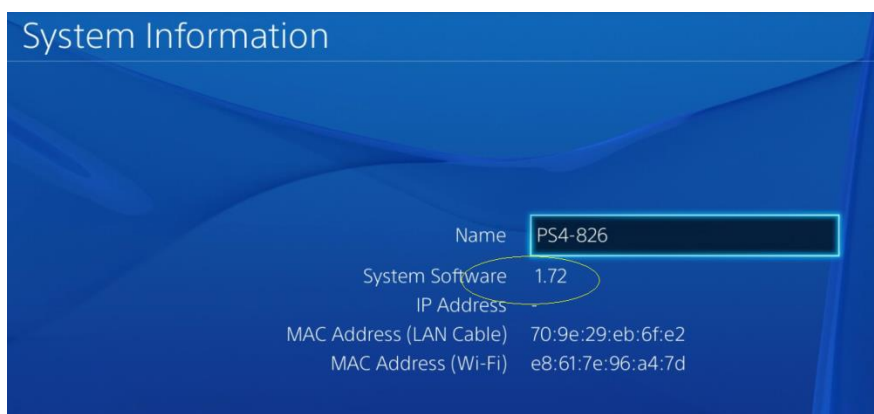 System Information
Name PS4-826
System Software 1.72
IP Address -
MAC Address (LAN Cable) 70:9e:29:eb:6f:e2
MAC Address (Wi-Fi) e8:61:7e:96:a4:7d